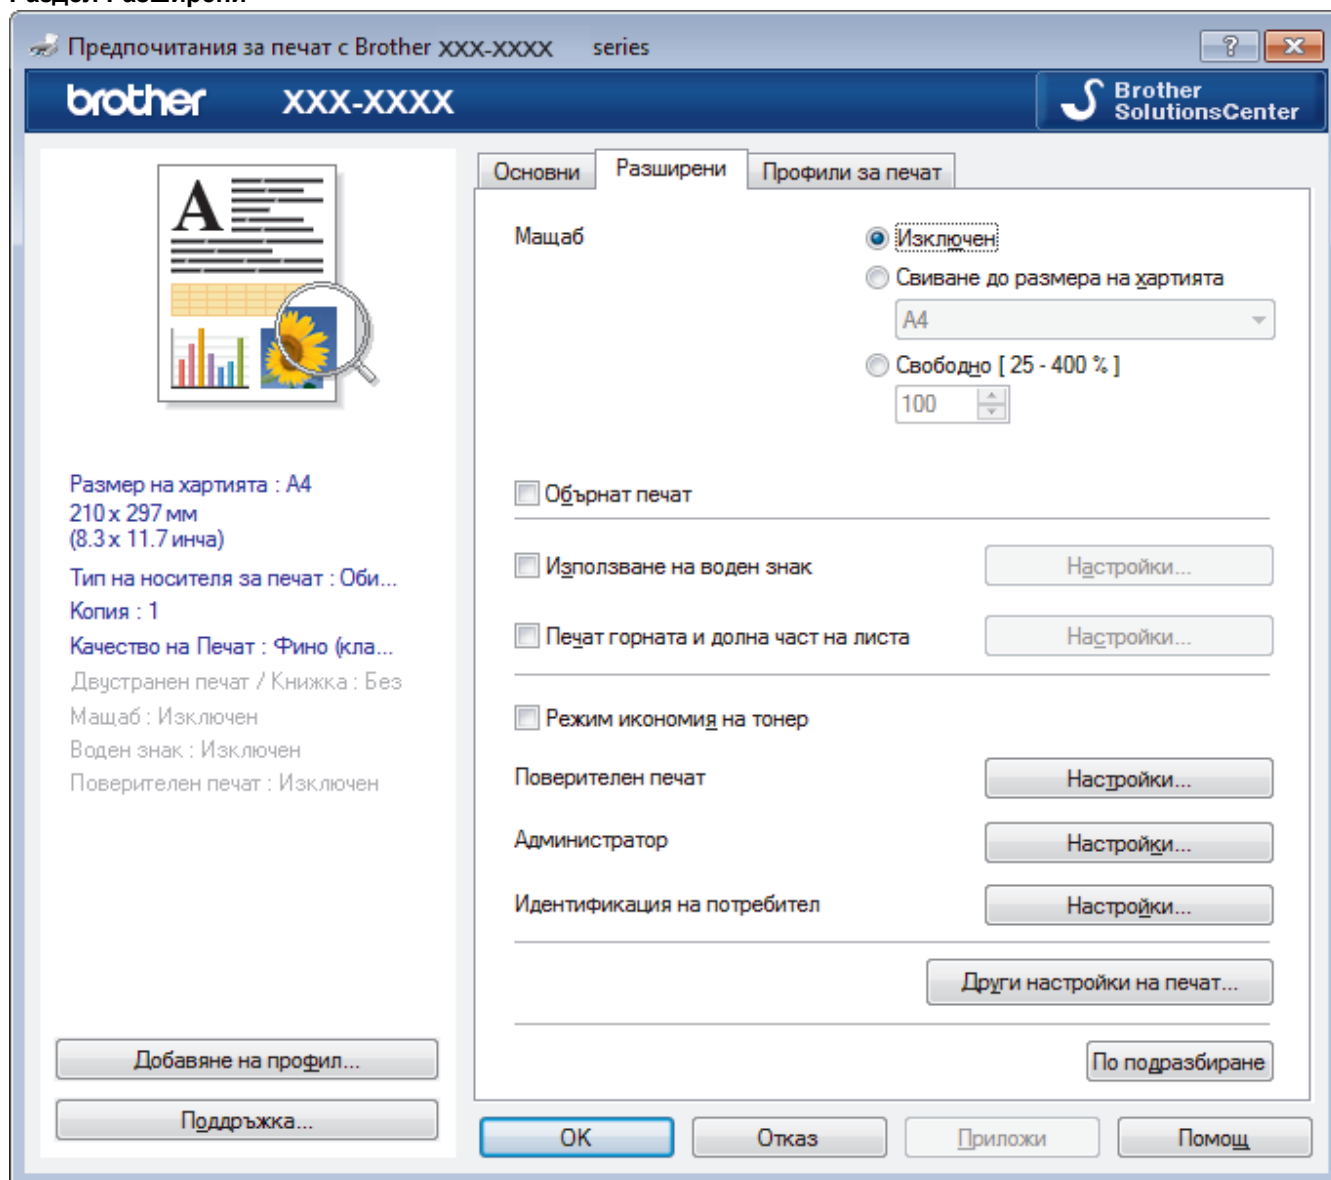 Раздел Разширени
Предпочитания за печат с Brother XXX-XXXX series
brother XXX-XXXX
Brother
SolutionsCenter
Основни Разширени Профили за печат
A
Размер на хартията : A4
210 x 297 мм
(8.3 x 11.7 инча)
Тип на носителя за печат : Оби...
Копия : 1
Качество на Печат : Фино (кла...
Двустранен печат / Книжка : Без
Мащаб : Изключен
Воден знак : Изключен
Поверителен печат : Изключен
Добавяне на профил...
Поддръжка...
Мащаб
Изключен
Свиване до размера на хартията
A4
Свободно [ 25 - 400 % ]
100
Обърнат печат
Използване на воден знак Настройки...
Печат горната и долна част на листа Настройки...
Режим икономия на тонер
Поверителен печат Настройки...
Администратор Настройки...
Идентификация на потребител Настройки...
Други настройки на печат...
По подразбиране
OK Отказ Приложи Помощ